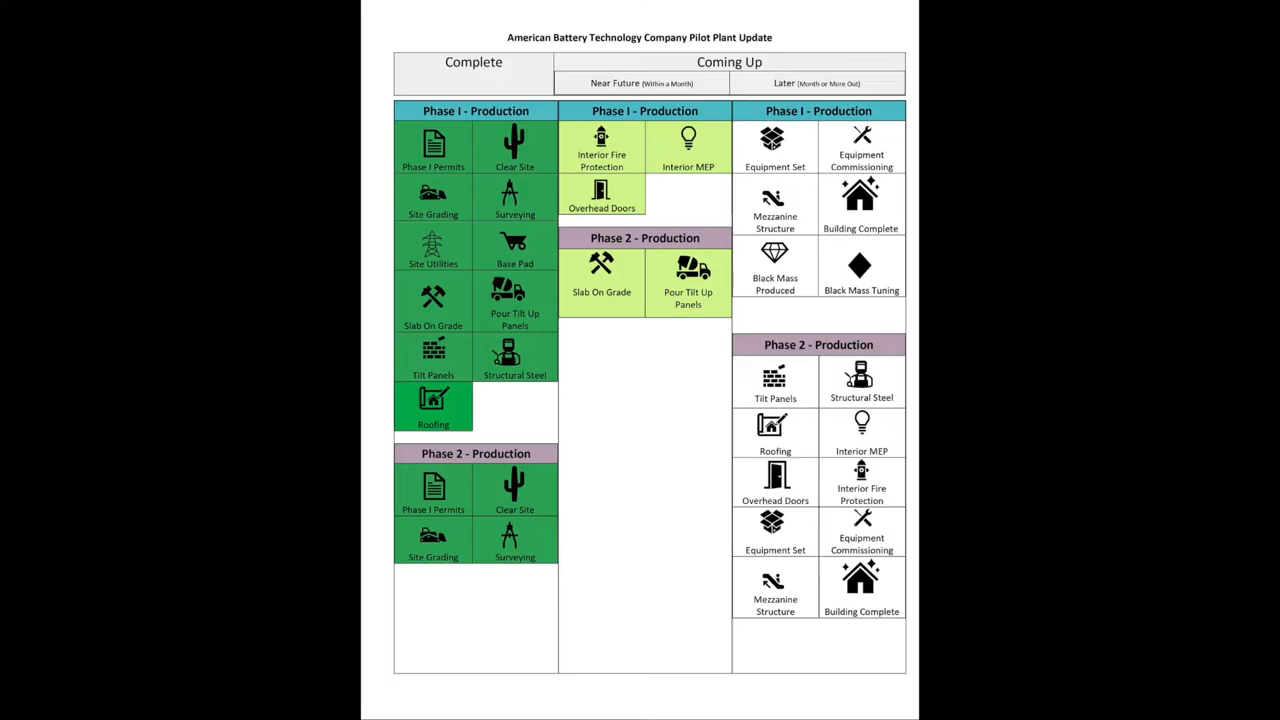 American Battery Technology Company Pilot Plant Update
Complete
Coming Up
Near Future (Within a Month)
Later (Month or More Out)
Phase I - Production
Phase I Permits
Clear Site
Site Grading
Surveying
Site Utilities
Base Pad
Slab On Grade
Pour Tilt Up
Panels
Tilt Panels
Structural Steel
Roofing
Phase 2 - Production
Phase I Permits
Clear Site
Site Grading
Surveying
Phase I - Production
Interior Fire
Protection
Interior MEP
Overhead Doors
Phase 2 - Production
Slab On Grade
Pour Tilt Up
Panels
Phase I - Production
Equipment Set
Equipment
Commissioning
Mezzanine
Structure
Building Complete
Black Mass
Produced
Black Mass Tuning
Phase 2 - Production
Tilt Panels
Structural Steel
Roofing
Interior MEP
Overhead Doors
Interior Fire
Protection
Equipment Set
Equipment
Commissioning
Mezzanine
Structure
Building Complete